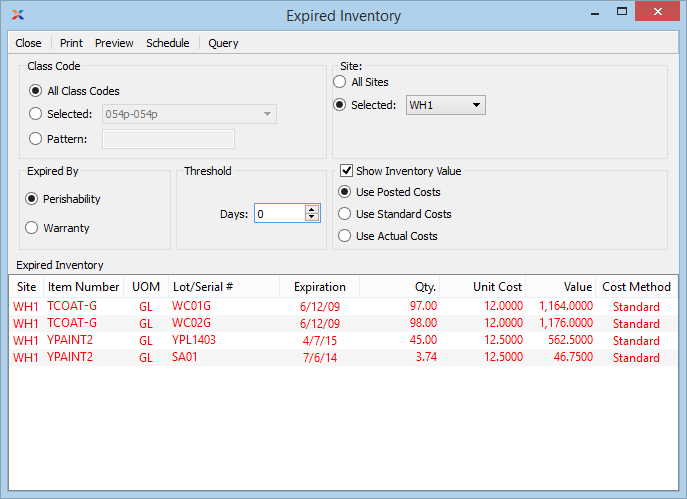 Expired Inventory
Close Print Preview Schedule Query
Class Code
All Class Codes
Selected: 054p-054p
Pattern:
Site:
All Sites
Selected: WH1
Expired By
Perishability
Warranty
Threshold
Days: 0
Show Inventory Value
Use Posted Costs
Use Standard Costs
Use Actual Costs
Expired Inventory
Site Item Number UOM Lot/Serial # Expiration Qty. Unit Cost Value Cost Method
WH1 TCOAT-G GL WC01G 6/12/09 97.00 12.0000 1,164.0000 Standard
WH1 TCOAT-G GL WC02G 6/12/09 98.00 12.0000 1,176.0000 Standard
WH1 YPAINT2 GL YPL1403 4/7/15 45.00 12.5000 562.5000 Standard
WH1 YPAINT2 GL SA01 7/6/14 3.74 12.5000 46.7500 Standard